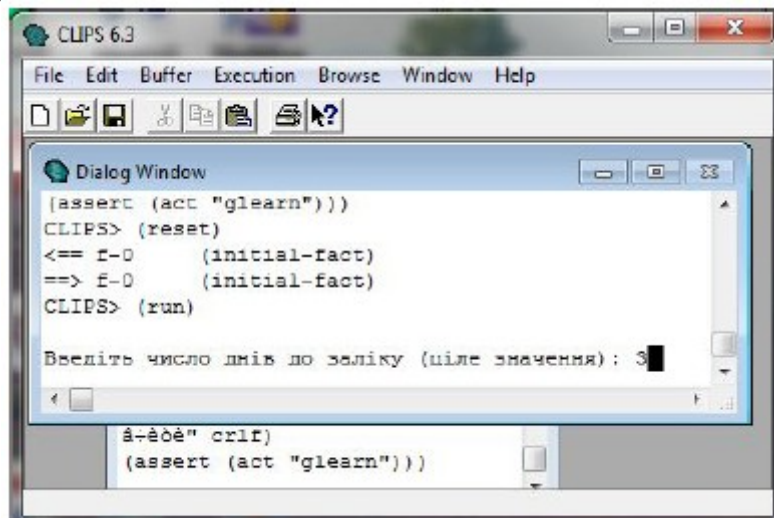 CLIPS 6.3
File Edit Buffer Execution Browse Window Help
Dialog Window
(assert (act "glearn")))
CLIPS> (reset)
<== f-0 (initial-fact)
==> f-0 (initial-fact)
CLIPS> (run)
Введіть число днів до заліку (ціле значення): 3
â÷èòè" crlf)
(assert (act "glearn")))